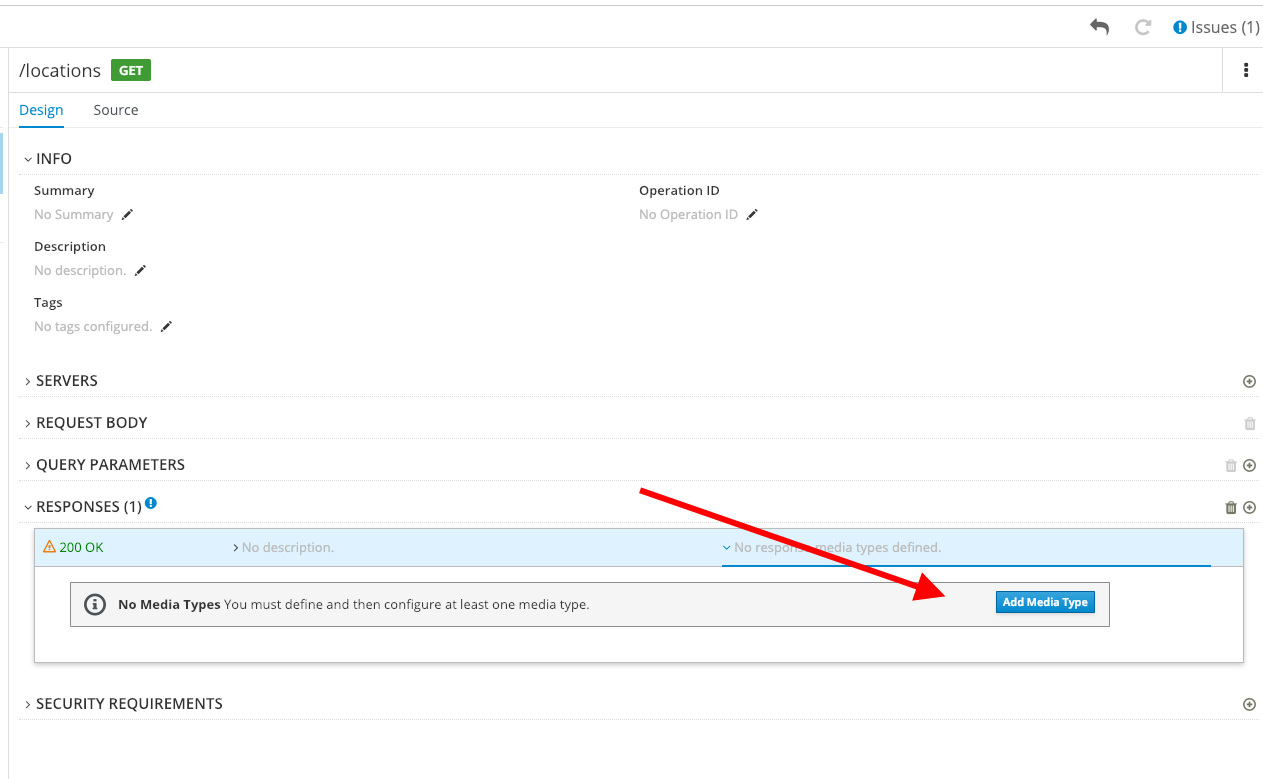 Issues (1)
/locations GET
Design Source
INFO
Summary Operation ID
No Summary No Operation ID
Description
No description.
Tags
No tags configured.
SERVERS
REQUEST BODY
QUERY PARAMETERS
RESPONSES (1)
200 OK No description. No response media types defined.
No Media Types You must define and then configure at least one media type. Add Media Type
SECURITY REQUIREMENTS